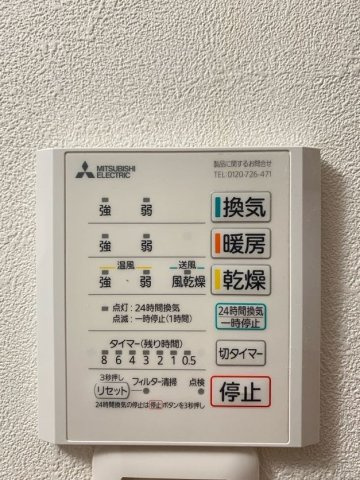 MITSUBISHI ELECTRIC
製品に関するお問合せ
TEL:0120-726-471
強 弱 換気
強 弱 暖房
温風 送風
強 弱 風乾燥 乾燥
点灯:24時間換気
点滅:一時停止(1時間)
24時間換気
一時停止
タイマー(残り時間)
8 6 4 3 2 1 0.5
切タイマー
3秒押し
リセット フィルター清掃 点検
停止
24時間換気の停止は停止ボタンを3秒押し